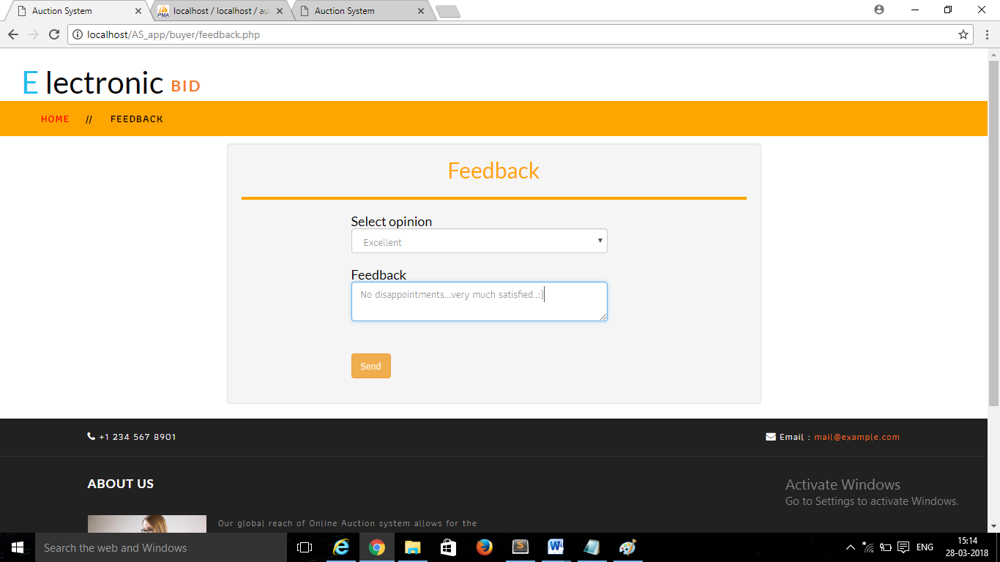 Auction System
localhost / localhost / au
Auction System
localhost/AS_app/buyer/feedback.php
E lectronic BID
HOME // FEEDBACK
Feedback
Select opinion
Excellent
Feedback
No disappointments...very much satisfied..:)
Send
+1 234 567 8901
Email : mail@example.com
ABOUT US
Our global reach of Online Auction system allows for the
Activate Windows
Go to Settings to activate Windows.
Search the web and Windows
ENG
15:14
28-03-2018